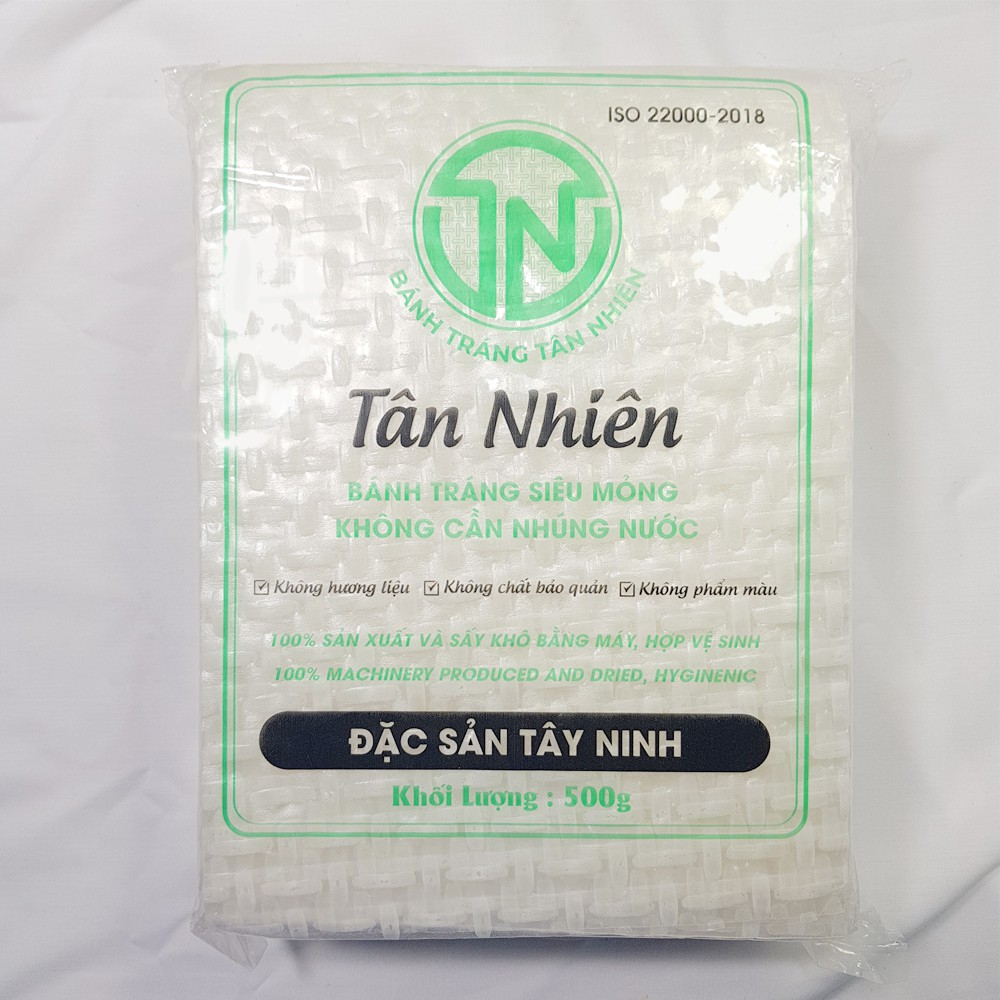 ISO 22000-2018
TN
BÁNH TRÁNG TÂN NHIÊN
Tân Nhiên
BÁNH TRÁNG SIÊU MỎNG
KHÔNG CẦN NHÚNG NƯỚC
Không hương liệu Không chất bảo quản Không phẩm màu
100% SẢN XUẤT VÀ SẤY KHÔ BẰNG MÁY, HỢP VỆ SINH
100% MACHINERY PRODUCED AND DRIED, HYGINENIC
ĐẶC SẢN TÂY NINH
Khối Lượng : 500g